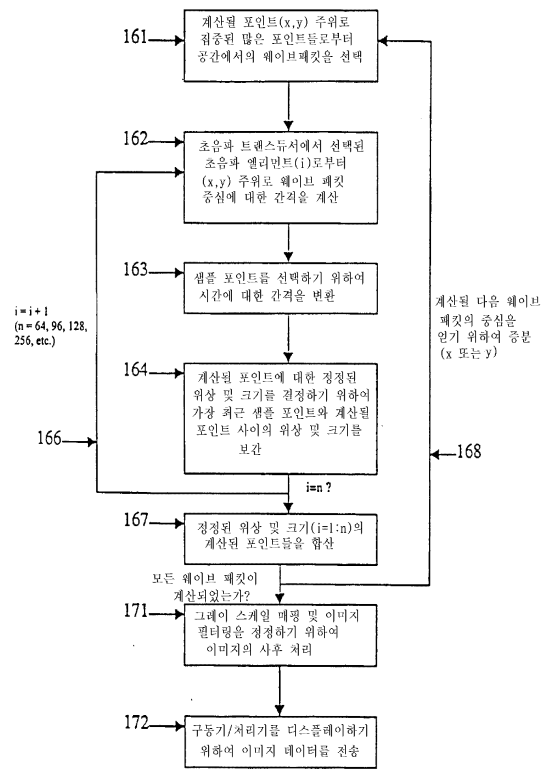 161
계산될 포인트(x,y) 주위로
집중된 많은 포인트들로부터
공간에서의 웨이브패킷을 선택
162
초음파 트랜스듀서에서 선택된
초음파 엘리먼트(i)로부터
(x,y) 주위로 웨이브 패킷
중심에 대한 간격을 계산
163
샘플 포인트를 선택하기 위하여
시간에 대한 간격을 변환
i = i + 1
(n = 64, 96, 128,
256, etc.)
계산될 다음 웨이브
패킷의 중심을
얻기 위하여 증분
(x 또는 y)
164
계산될 포인트에 대한 정정된
위상 및 크기를 결정하기 위하여
가장 최근 샘플 포인트와 계산될
포인트 사이의 위상 및 크기를
보간
166
168
i=n ?
167
정정된 위상 및 크기(i=1:n)의
계산된 포인트들을 합산
모든 웨이브 패킷이
계산되었는가?
171
그레이 스케일 매핑 및 이미지
필터링을 정정하기 위하여
이미지의 사후 처리
172
구동기/처리기를 디스플레이하기
위하여 이미지 데이터를 전송